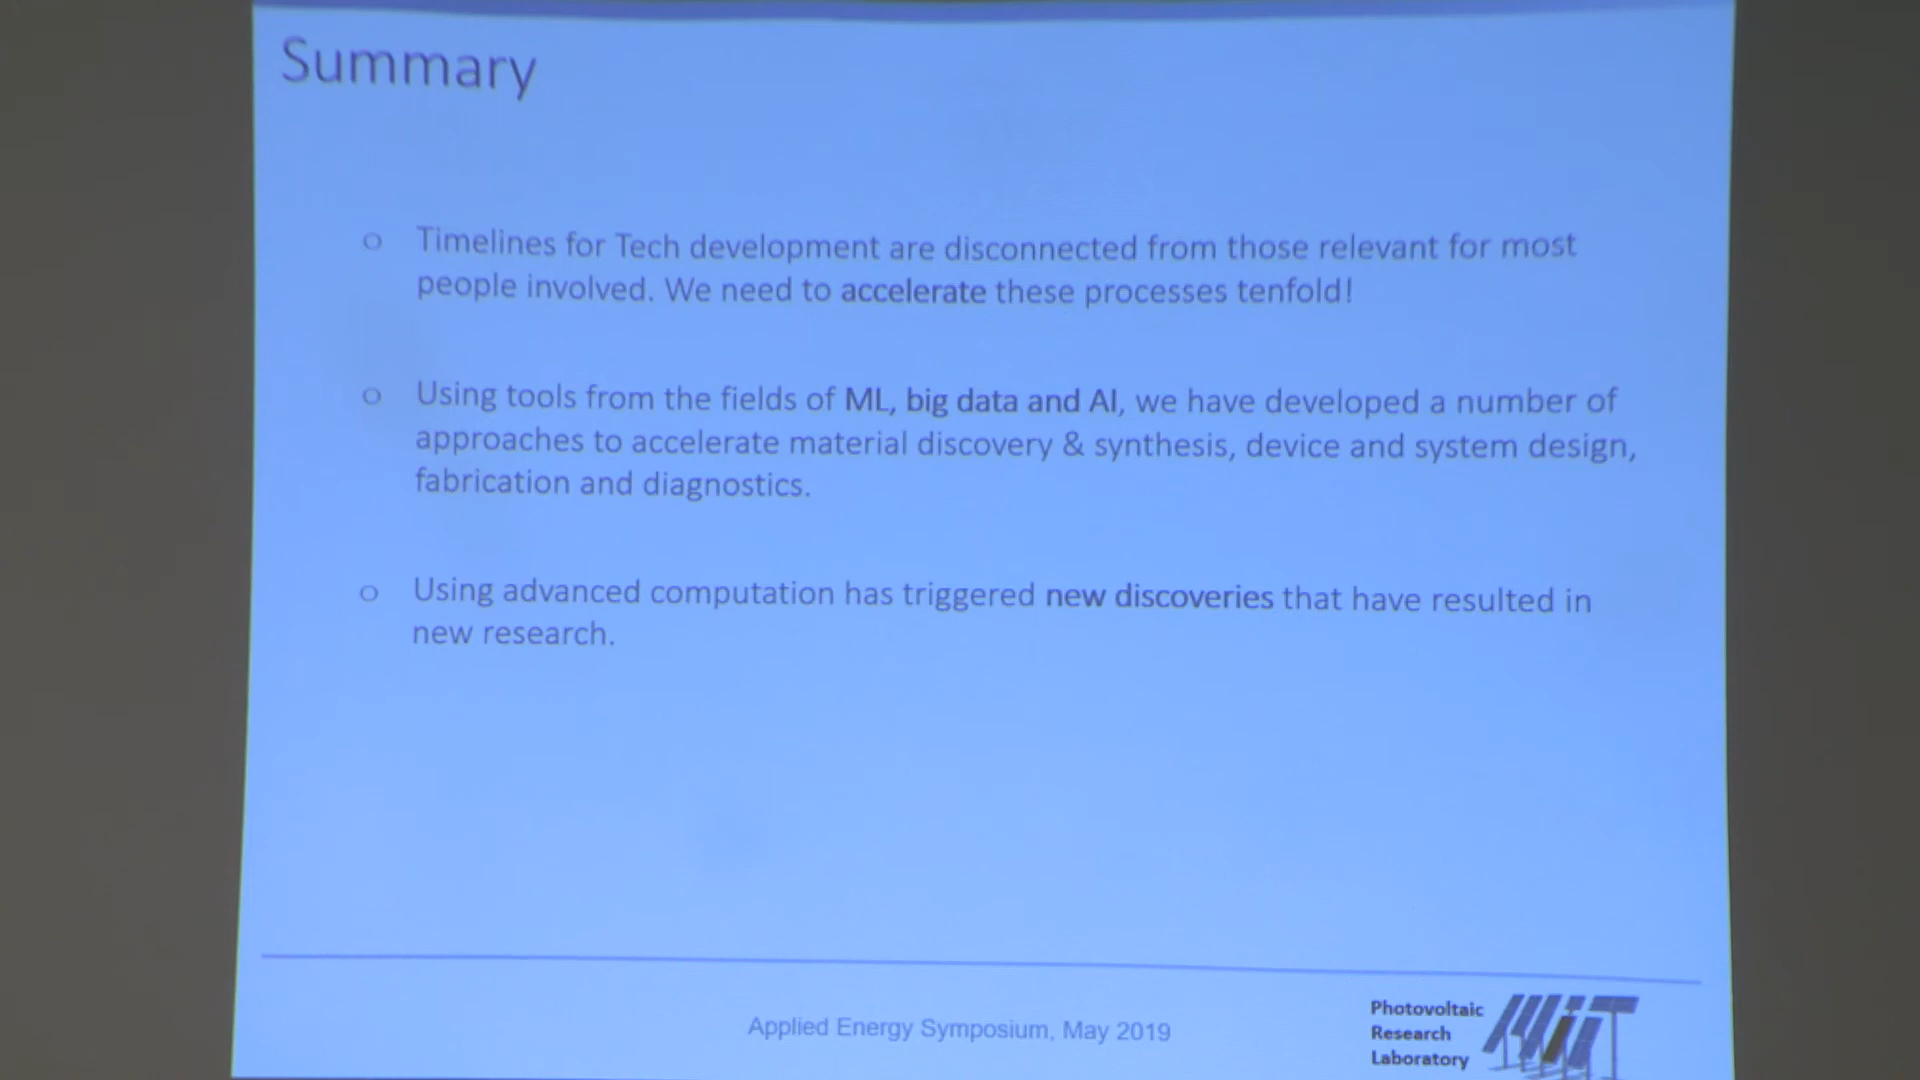 Summary
o Timelines for Tech development are disconnected from those relevant for most
people involved. We need to accelerate these processes tenfold!
o Using tools from the fields of ML, big data and AI, we have developed a number of
approaches to accelerate material discovery & synthesis, device and system design,
fabrication and diagnostics.
o Using advanced computation has triggered new discoveries that have resulted in
new research.
Applied Energy Symposium, May 2019
Photovoltaic
Research
Laboratory
MIT